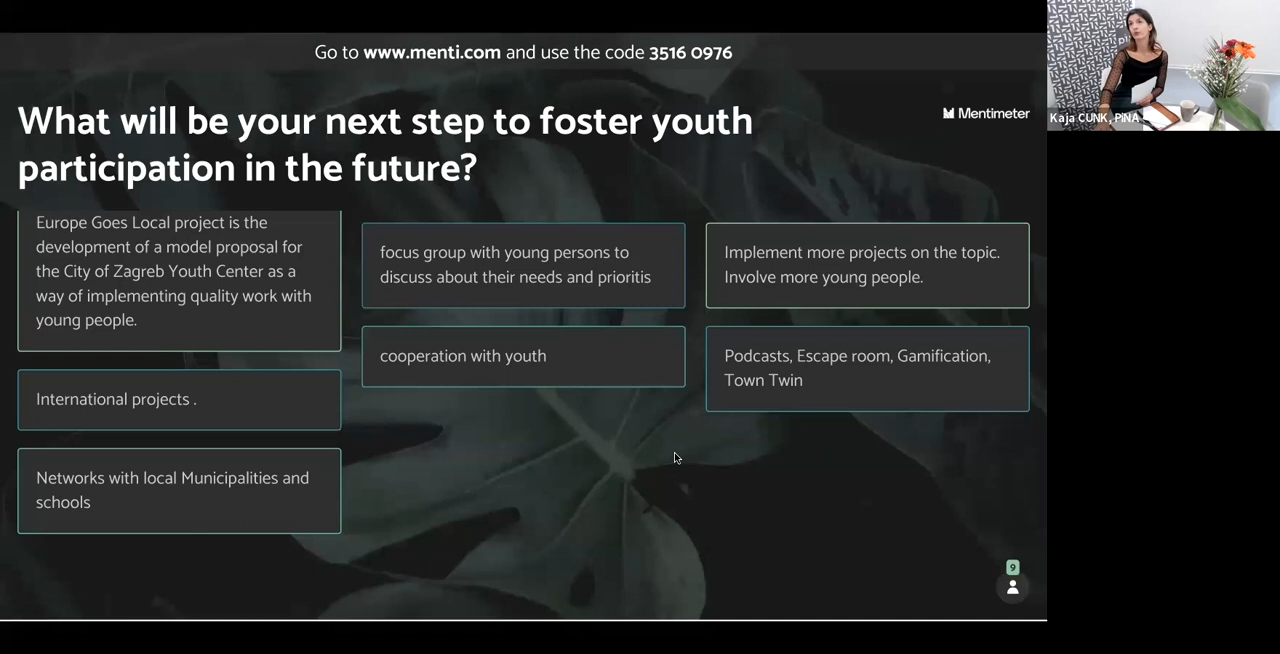 Go to www.menti.com and use the code 3516 0976
What will be your next step to foster youth
participation in the future?
Mentimeter
Europe Goes Local project is the
development of a model proposal for
the City of Zagreb Youth Center as a
way of implementing quality work with
young people.
International projects .
Networks with local Municipalities and
schools
focus group with young persons to
discuss about their needs and prioritis
cooperation with youth
Implement more projects on the topic.
Involve more young people.
Podcasts, Escape room, Gamification,
Town Twin
9
Kaja CUNK, PiNA